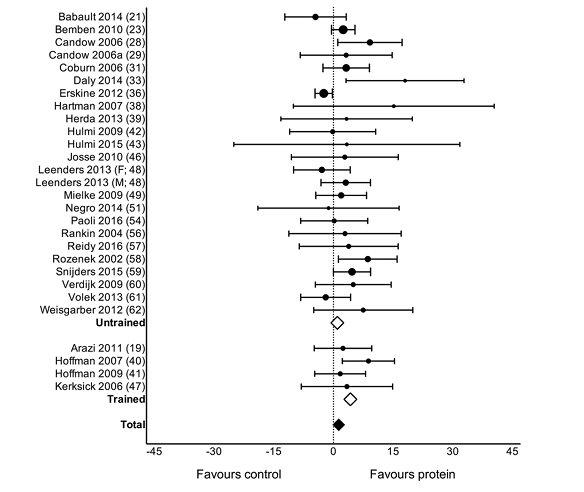 Babault 2014 (21)
Bemben 2010 (23)
Candow 2006 (28)
Candow 2006a (29)
Coburn 2006 (31)
Daly 2014 (33)
Erskine 2012 (36)
Hartman 2007 (38)
Herda 2013 (39)
Hulmi 2009 (42)
Hulmi 2015 (43)
Josse 2010 (46)
Leenders 2013 (F; 48)
Leenders 2013 (M; 48)
Mielke 2009 (49)
Negro 2014 (51)
Paoli 2016 (54)
Rankin 2004 (56)
Reidy 2016 (57)
Rozenek 2002 (58)
Snijders 2015 (59)
Verdijk 2009 (60)
Volek 2013 (61)
Weisgarber 2012 (62)
Untrained
Arazi 2011 (19)
Hoffman 2007 (40)
Hoffman 2009 (41)
Kerksick 2006 (47)
Trained
Total
-45 -30 -15 0 15 30 45
Favours control Favours protein